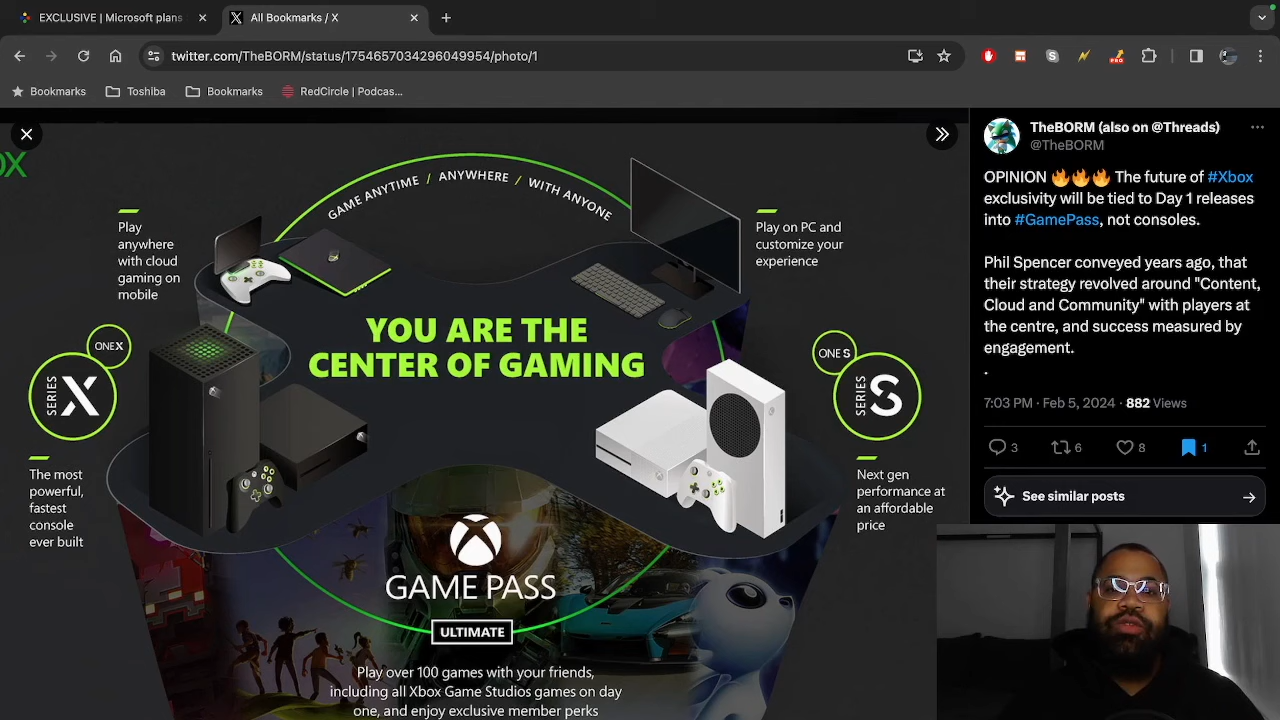 EXCLUSIVE | Microsoft plans
All Bookmarks / X
twitter.com/TheBORM/status/1754657034296049954/photo/1
Bookmarks
Toshiba
Bookmarks
RedCircle | Podcas...
OX
GAME ANYTIME / ANYWHERE / WITH ANYONE
Play
anywhere
with cloud
gaming on
mobile
Play on PC and
customize your
experience
YOU ARE THE
CENTER OF GAMING
ONE X
SERIES X
ONE S
SERIES S
The most
powerful,
fastest
console
ever built
Next gen
performance at
an affordable
price
GAME PASS
ULTIMATE
Play over 100 games with your friends,
including all Xbox Game Studios games on day
one, and enjoy exclusive member perks
TheBORM (also on @Threads)
@TheBORM
OPINION 🔥🔥🔥 The future of #Xbox
exclusivity will be tied to Day 1 releases
into #GamePass, not consoles.
Phil Spencer conveyed years ago, that
their strategy revolved around "Content,
Cloud and Community" with players at
the centre, and success measured by
engagement.
.
7:03 PM · Feb 5, 2024 · 882 Views
3 6 8 1
See similar posts